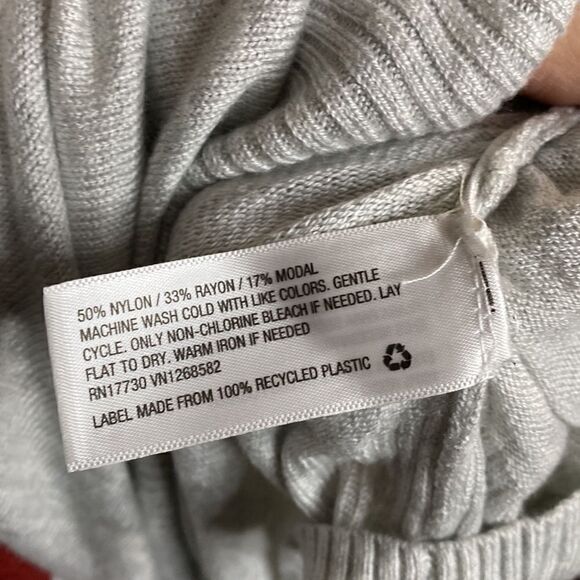 50% NYLON / 33% RAYON / 17% MODAL
MACHINE WASH COLD WITH LIKE COLORS. GENTLE
CYCLE. ONLY NON-CHLORINE BLEACH IF NEEDED. LAY
FLAT TO DRY. WARM IRON IF NEEDED
RN17730 VN1268582
LABEL MADE FROM 100% RECYCLED PLASTIC